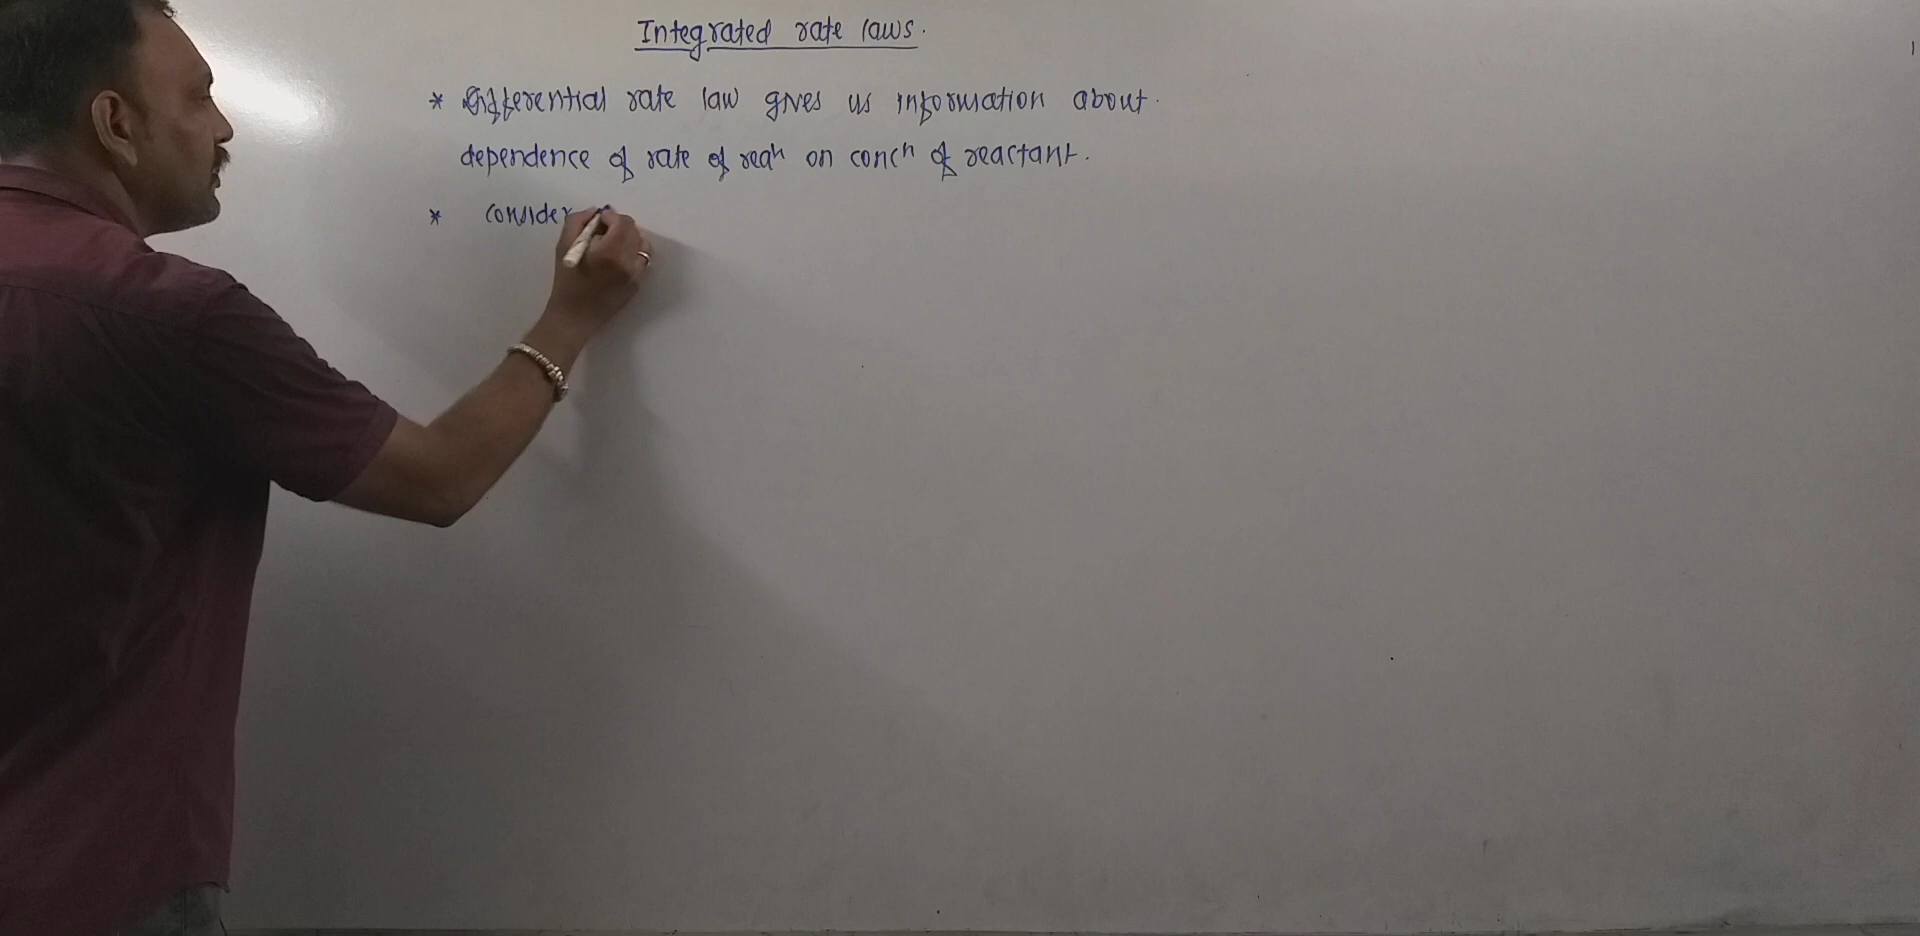 Integrated rate laws.
* Differential rate law gives us information about.
dependence of rate of reaⁿ on concⁿ of reactant.
* Consider